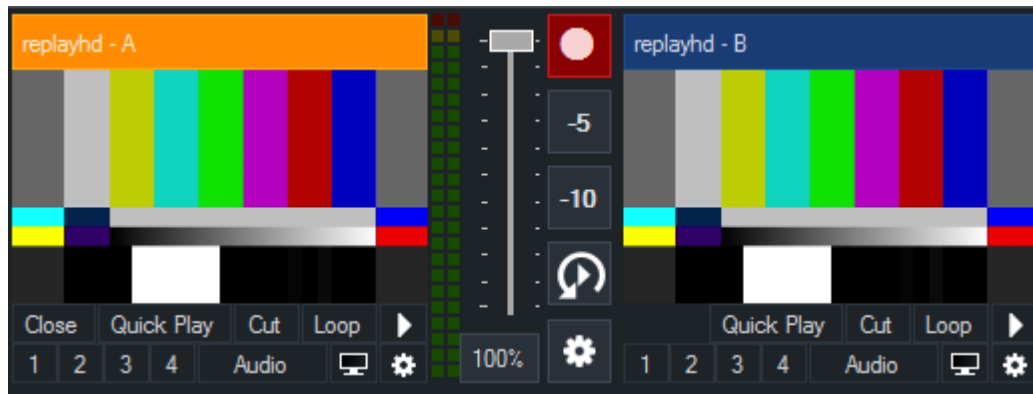 replayhd - A
replayhd - B
-5
-10
Close Quick Play Cut Loop
Quick Play Cut Loop
1 2 3 4 Audio
100%
1 2 3 4 Audio